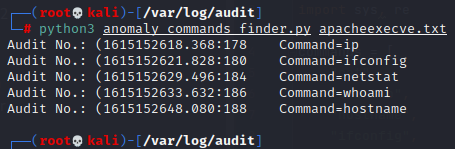 ┌──(root💀kali)-[/var/log/audit]
└─# python3 anomaly_commands_finder.py apacheexecve.txt
Audit No.: (1615152618.368:178 Command=ip
Audit No.: (1615152621.828:180 Command=ifconfig
Audit No.: (1615152629.496:184 Command=netstat
Audit No.: (1615152633.632:186 Command=whoami
Audit No.: (1615152648.080:188 Command=hostname
┌──(root💀kali)-[/var/log/audit]